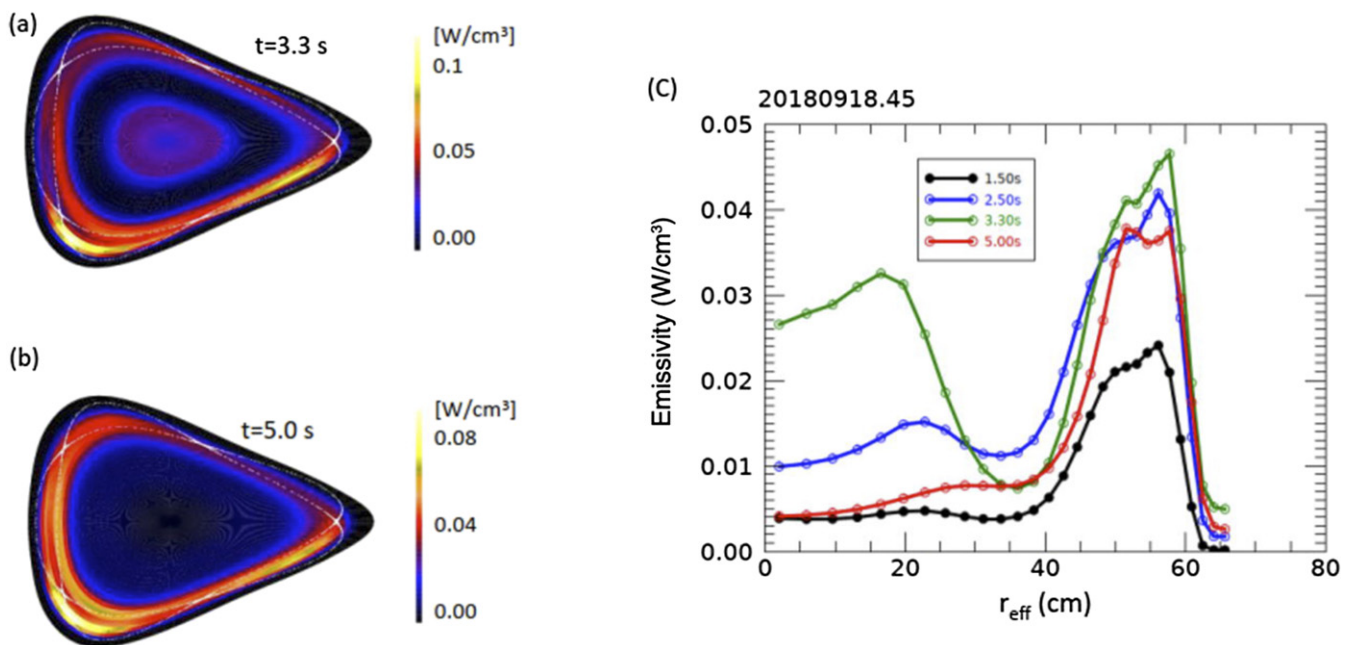 (a)
t=3.3 s
[W/cm³]
0.1
0.05
0.00
(b)
t=5.0 s
[W/cm³]
0.08
0.04
0.00
(C)
20180918.45
0.05
0.04
0.03
0.02
0.01
0.00
Emissivity (W/cm³)
1.50s
2.50s
3.30s
5.00s
0 20 40 60 80
r_eff (cm)